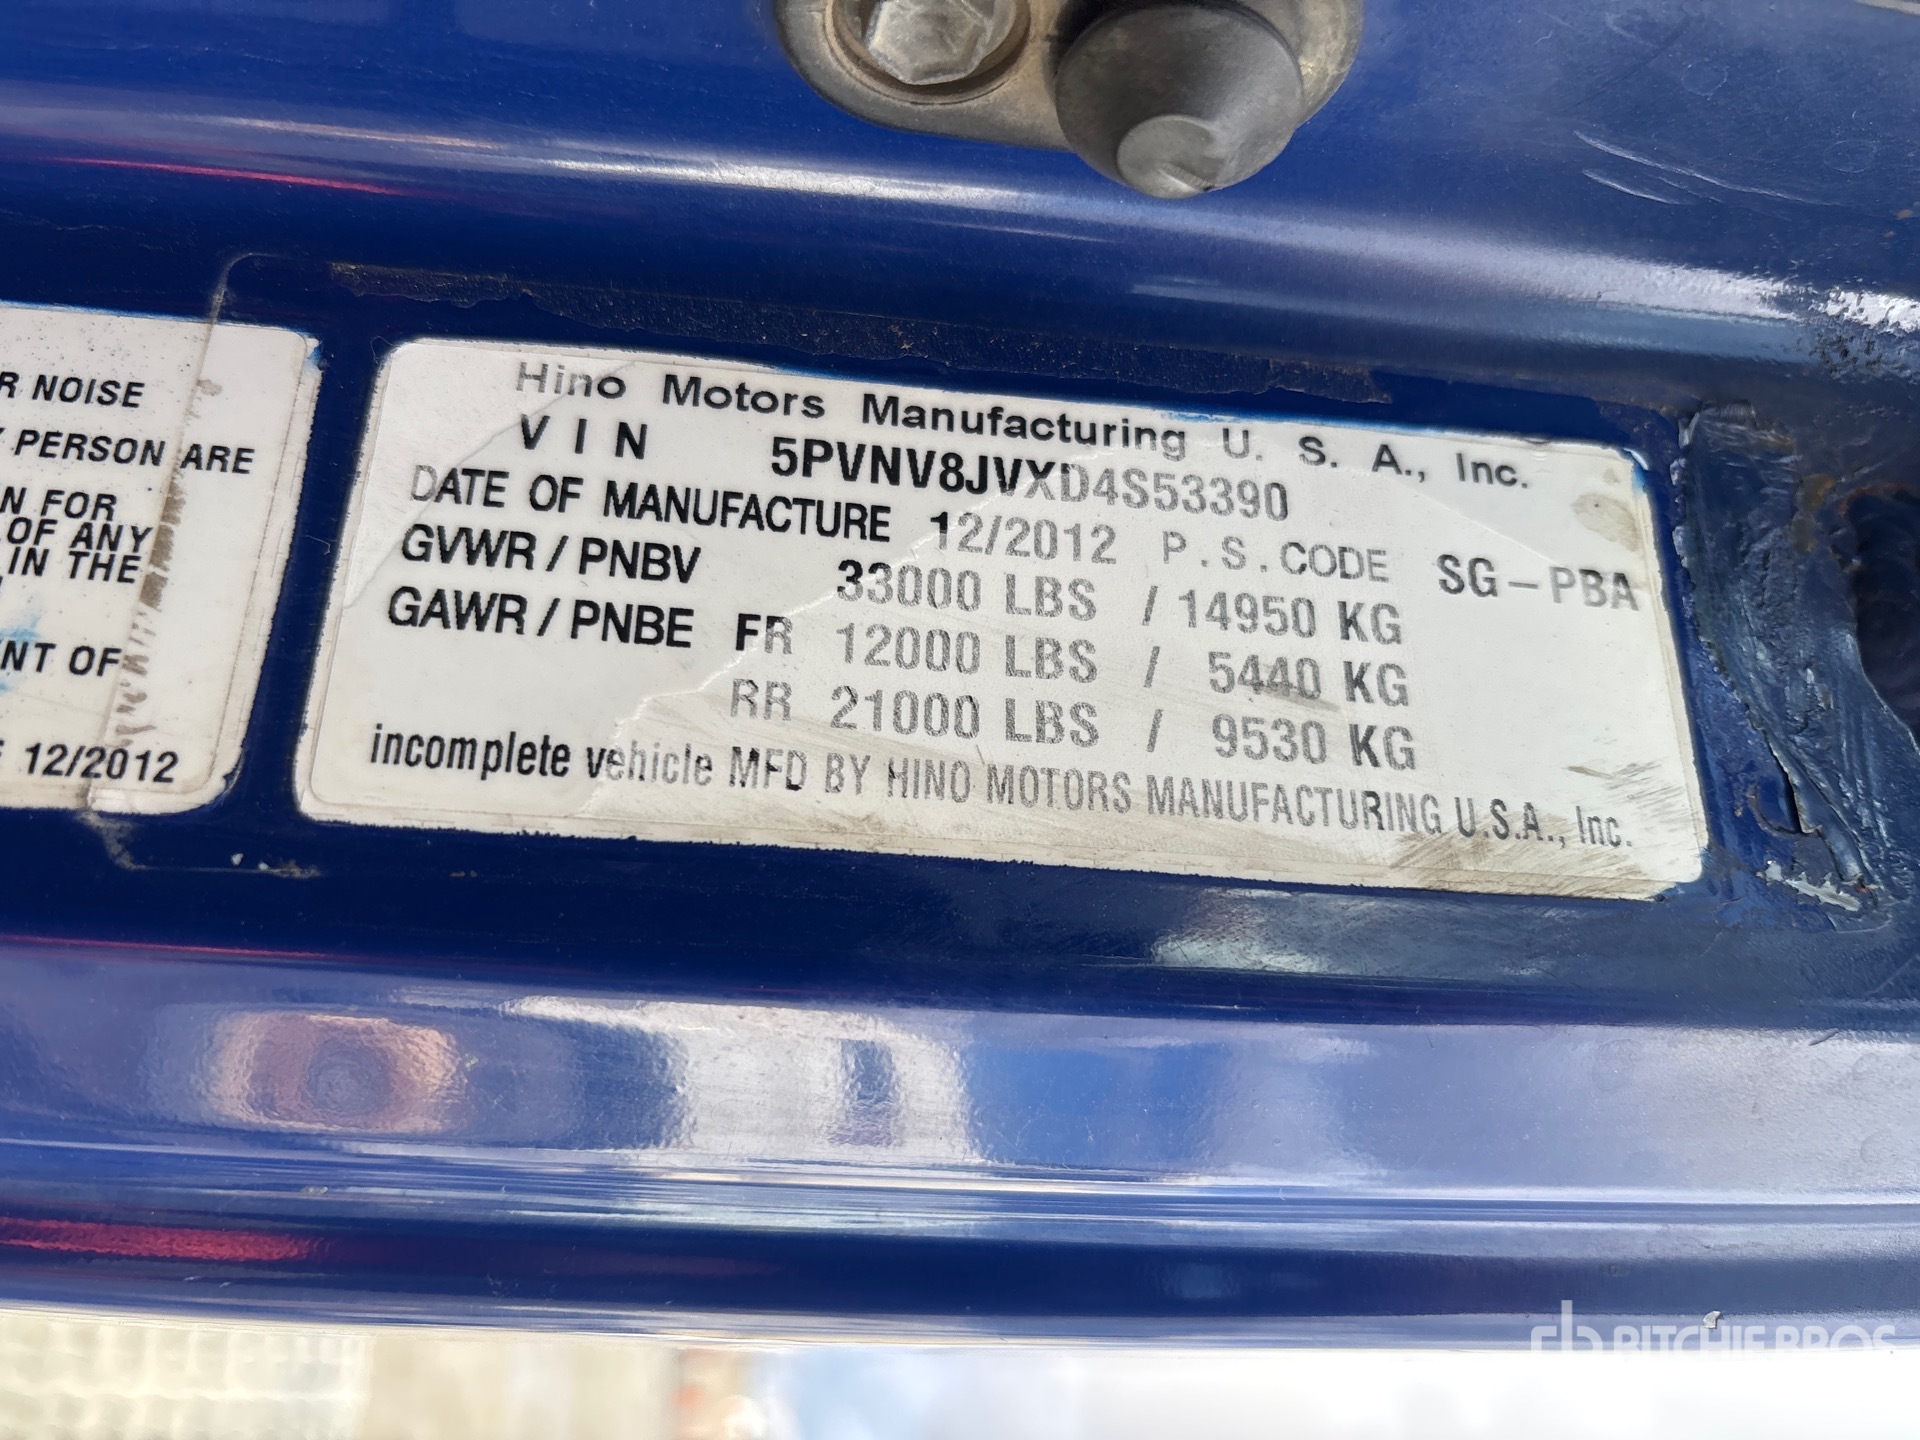 R NOISE
PERSON ARE
N FOR
OF ANY
IN THE
NT OF
12/2012
Hino Motors Manufacturing U. S. A., Inc.
VIN 5PVNV8JVXD4S53390
DATE OF MANUFACTURE 12/2012 P.S.CODE SG-PBA
GVWR / PNBV 33000 LBS / 14950 KG
GAWR / PNBE FR 12000 LBS / 5440 KG
RR 21000 LBS / 9530 KG
incomplete vehicle MFD BY HINO MOTORS MANUFACTURING U.S.A., Inc.
rb RITCHIE BROS